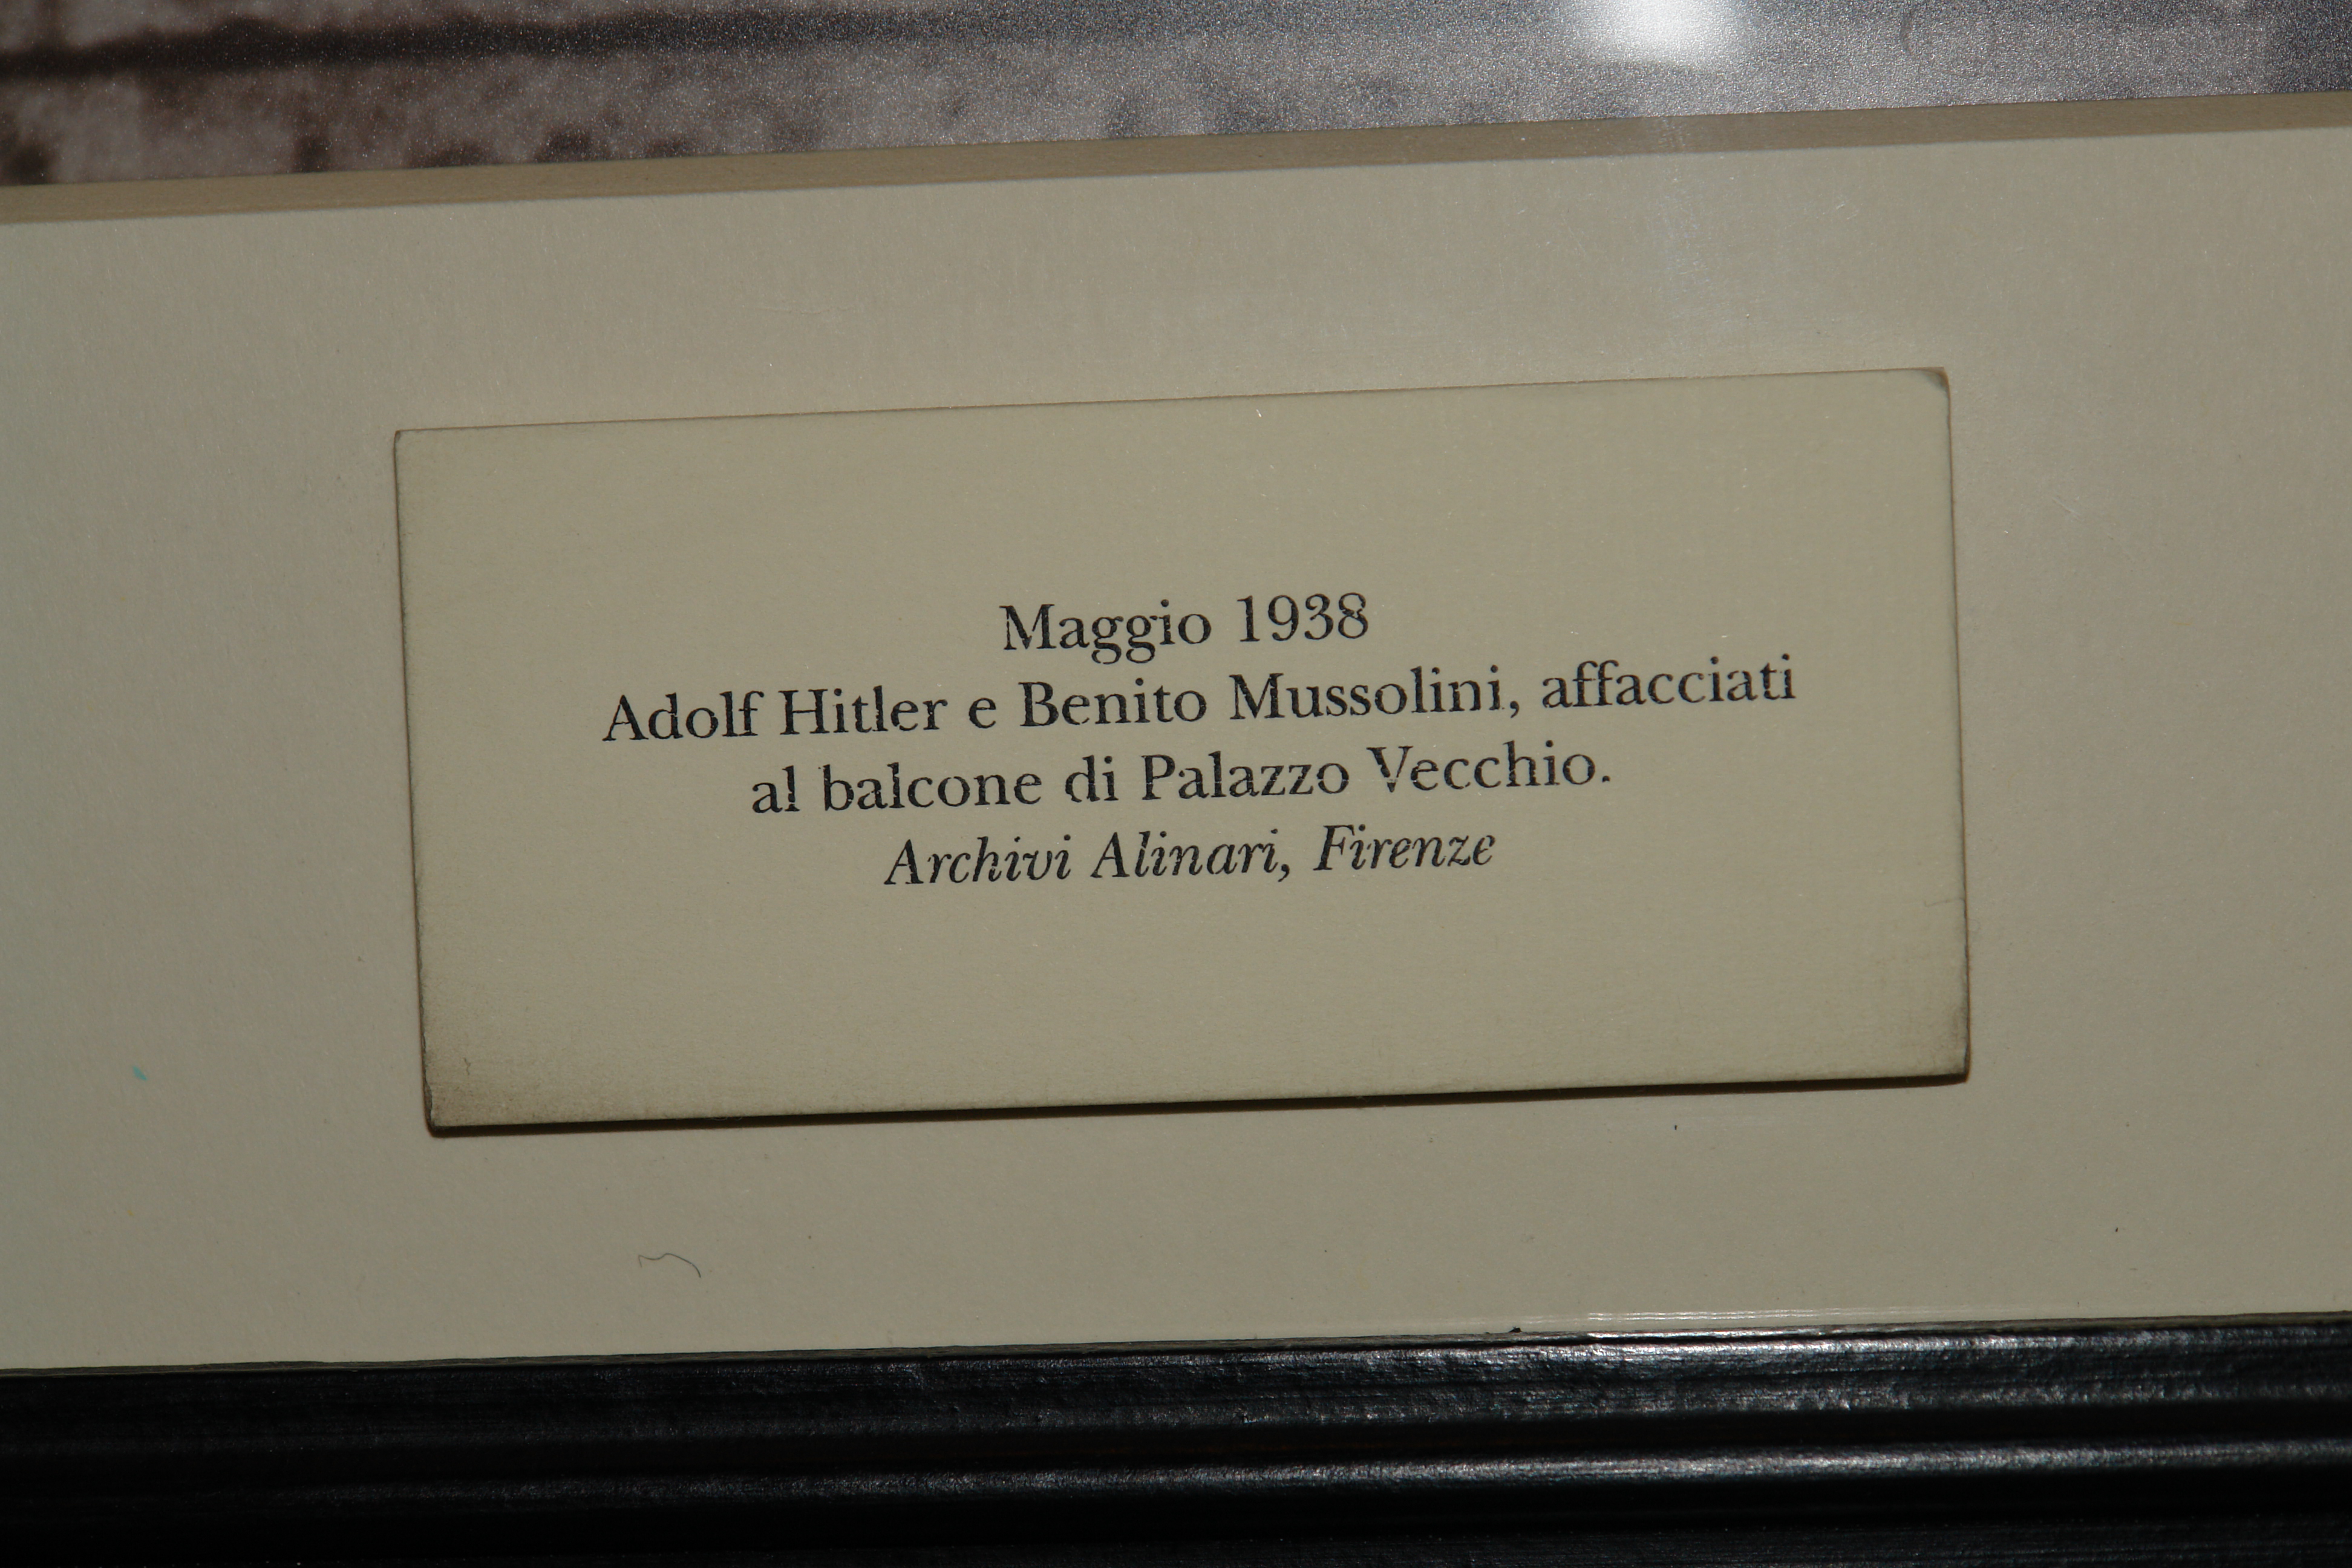 Maggio 1938
Adolf Hitler e Benito Mussolini, affacciati
al balcone di Palazzo Vecchio.
Archivi Alinari, Firenze